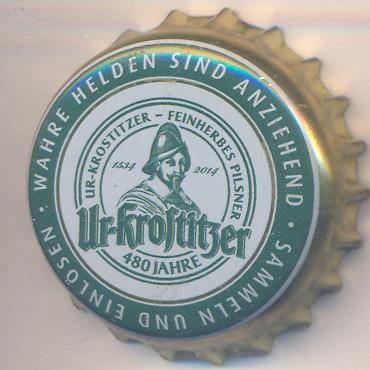 · WAHRE HELDEN SIND ANZIEHEND · SAMMELN UND EINLÖSEN
UR-KROSTITZER – FEINHERBES PILSNER
1534 2014
Ur-Krostitzer
480 JAHRE